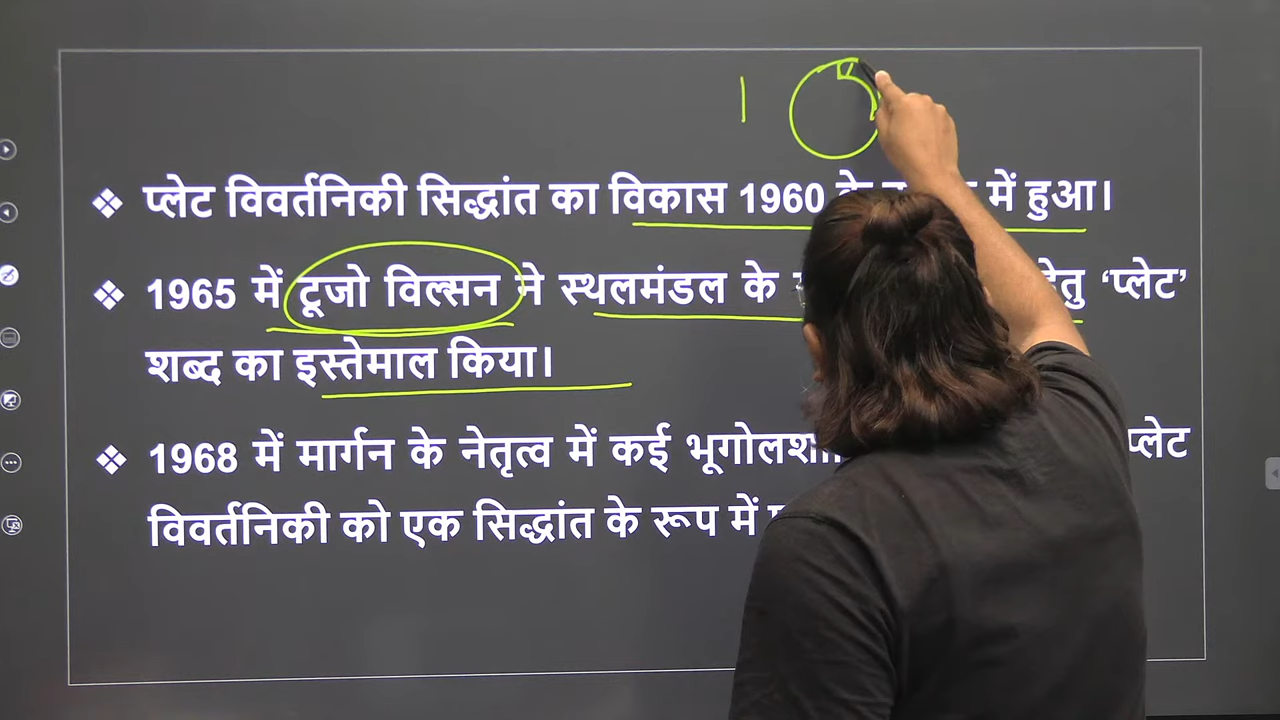 ❖ प्लेट विवर्तनिकी सिद्धांत का विकास 1960 के में हुआ।
❖ 1965 में टूजो विल्सन ने स्थलमंडल के हेतु ‘प्लेट’
शब्द का इस्तेमाल किया।
❖ 1968 में मार्गन के नेतृत्व में कई प्लेट
विवर्तनिकी को एक सिद्धांत के रूप में